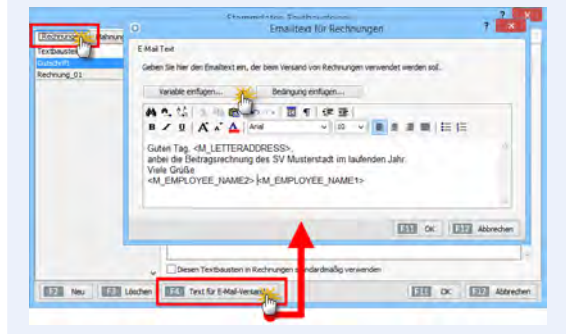 Stammdaten Textbausteine
?
X
Rechnungen
Mahnung
Textbaustein
Gutschrift
Rechnung_01
Emailtext für Rechnungen
?
E-Mail Text
Geben Sie hier den Emailtext ein, der beim Versand von Rechnungen verwendet werden soll.
Variable einfügen...
Bedingung einfügen...
B Z U A A A Arial 10
Guten Tag, <M_LETTERADDRESS>,
anbei die Beitragsrechnung des SV Musterstadt im laufenden Jahr.
Viele Grüße
<M_EMPLOYEE_NAME2> <M_EMPLOYEE_NAME1>
F11 OK F12 Abbrechen
Diesen Textbaustein in Rechnungen standardmäßig verwenden
F2 Neu F3 Löschen F4 Text für E-Mail-Versand F11 OK F12 Abbrechen